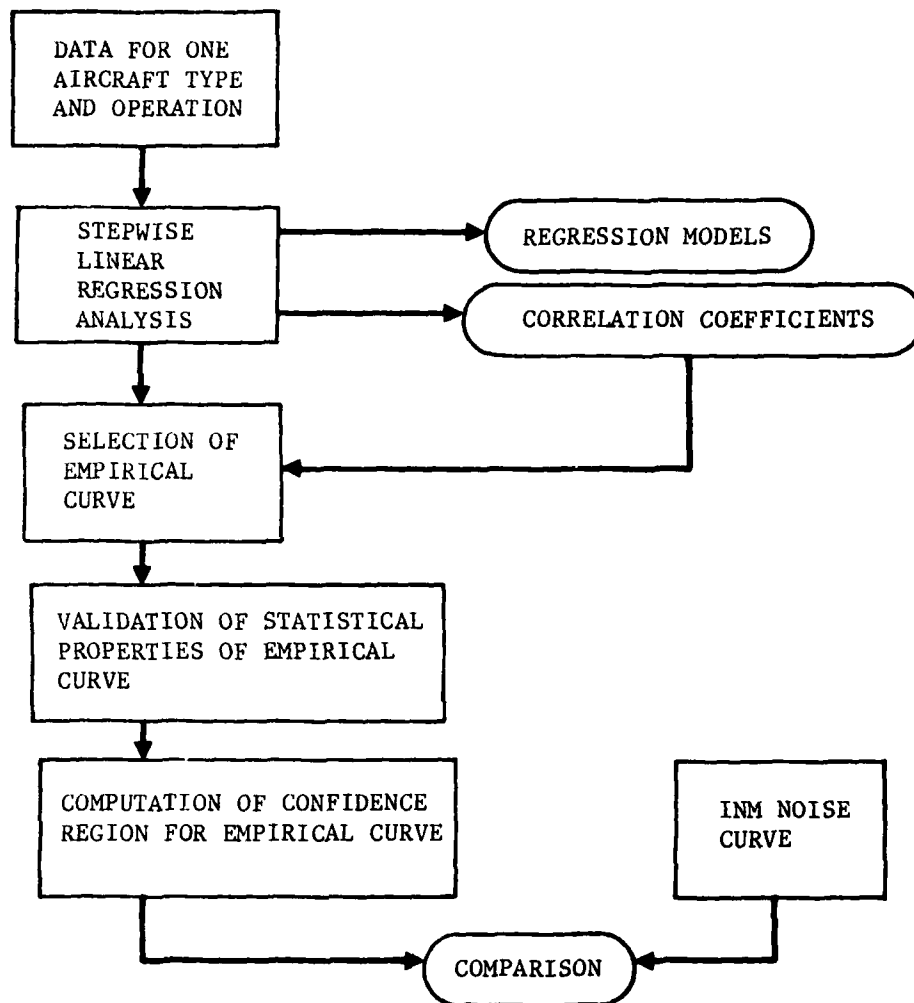 DATA FOR ONE
AIRCRAFT TYPE
AND OPERATION
STEPWISE
LINEAR
REGRESSION
ANALYSIS
REGRESSION MODELS
CORRELATION COEFFICIENTS
SELECTION OF
EMPIRICAL
CURVE
VALIDATION OF STATISTICAL
PROPERTIES OF EMPIRICAL
CURVE
COMPUTATION OF CONFIDENCE
REGION FOR EMPIRICAL CURVE
INM NOISE
CURVE
COMPARISON